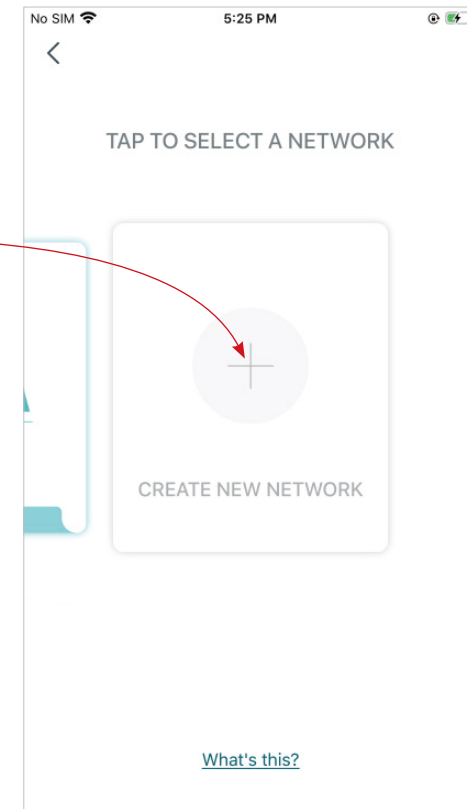 No SIM 5:25 PM
TAP TO SELECT A NETWORK
CREATE NEW NETWORK
What's this?